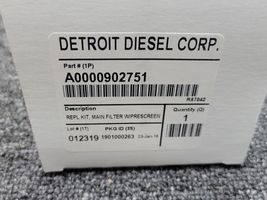 DETROIT DIESEL CORP.
Part # (1P)
A0000902751
RX7042
Description
Quantity (Q)
REPL KIT, MAIN FILTER W/PRESCREEN
1
Lot # (1T)
PKG ID (3S)
012319
1901000263
23-Jan-19